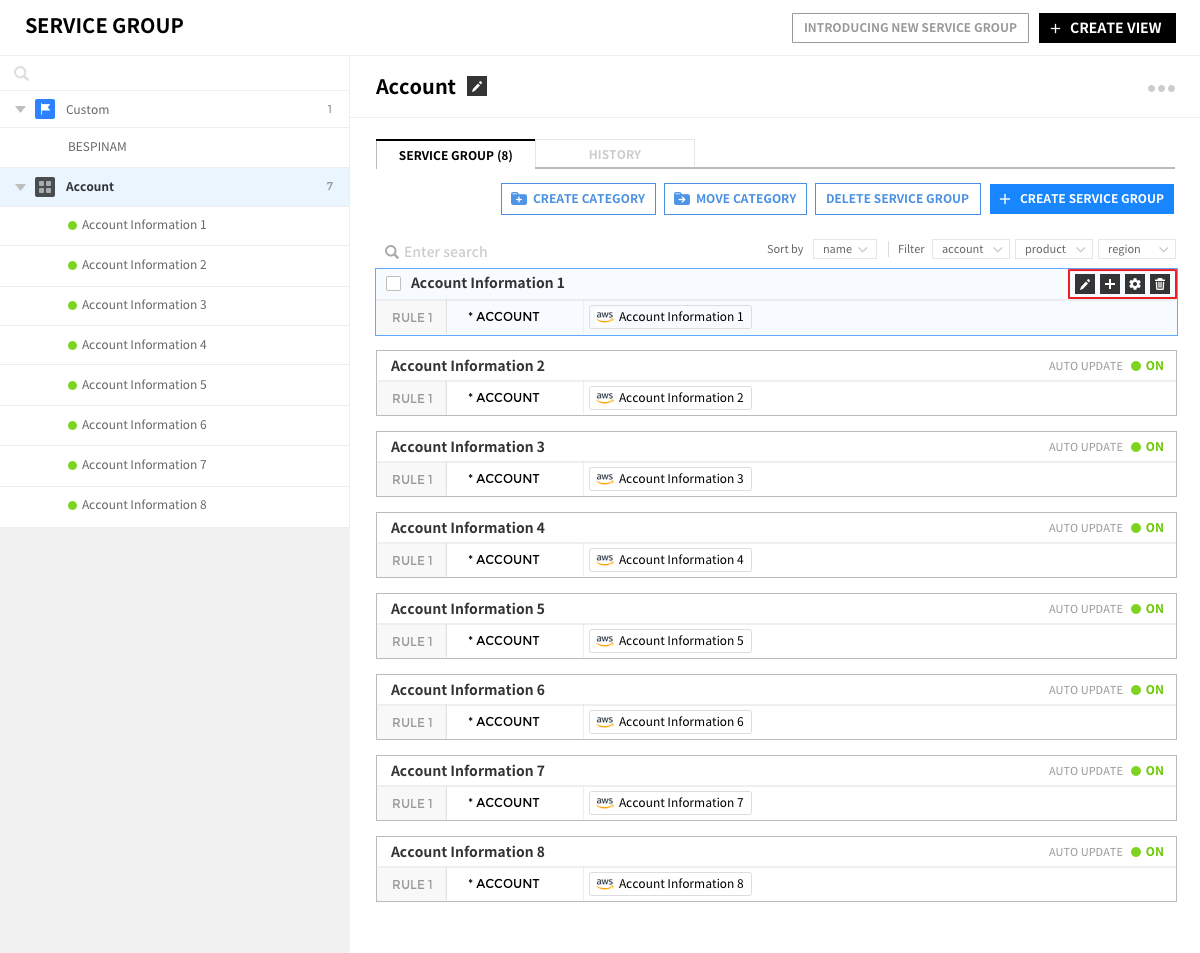 SERVICE GROUP
INTRODUCING NEW SERVICE GROUP
+ CREATE VIEW
Custom 1
BESPINAM
Account 7
Account Information 1
Account Information 2
Account Information 3
Account Information 4
Account Information 5
Account Information 6
Account Information 7
Account Information 8
Account
SERVICE GROUP (8) HISTORY
CREATE CATEGORY MOVE CATEGORY DELETE SERVICE GROUP + CREATE SERVICE GROUP
Enter search Sort by name Filter account product region
Account Information 1
RULE 1 * ACCOUNT aws Account Information 1
Account Information 2 AUTO UPDATE ON
RULE 1 * ACCOUNT aws Account Information 2
Account Information 3 AUTO UPDATE ON
RULE 1 * ACCOUNT aws Account Information 3
Account Information 4 AUTO UPDATE ON
RULE 1 * ACCOUNT aws Account Information 4
Account Information 5 AUTO UPDATE ON
RULE 1 * ACCOUNT aws Account Information 5
Account Information 6 AUTO UPDATE ON
RULE 1 * ACCOUNT aws Account Information 6
Account Information 7 AUTO UPDATE ON
RULE 1 * ACCOUNT aws Account Information 7
Account Information 8 AUTO UPDATE ON
RULE 1 * ACCOUNT aws Account Information 8